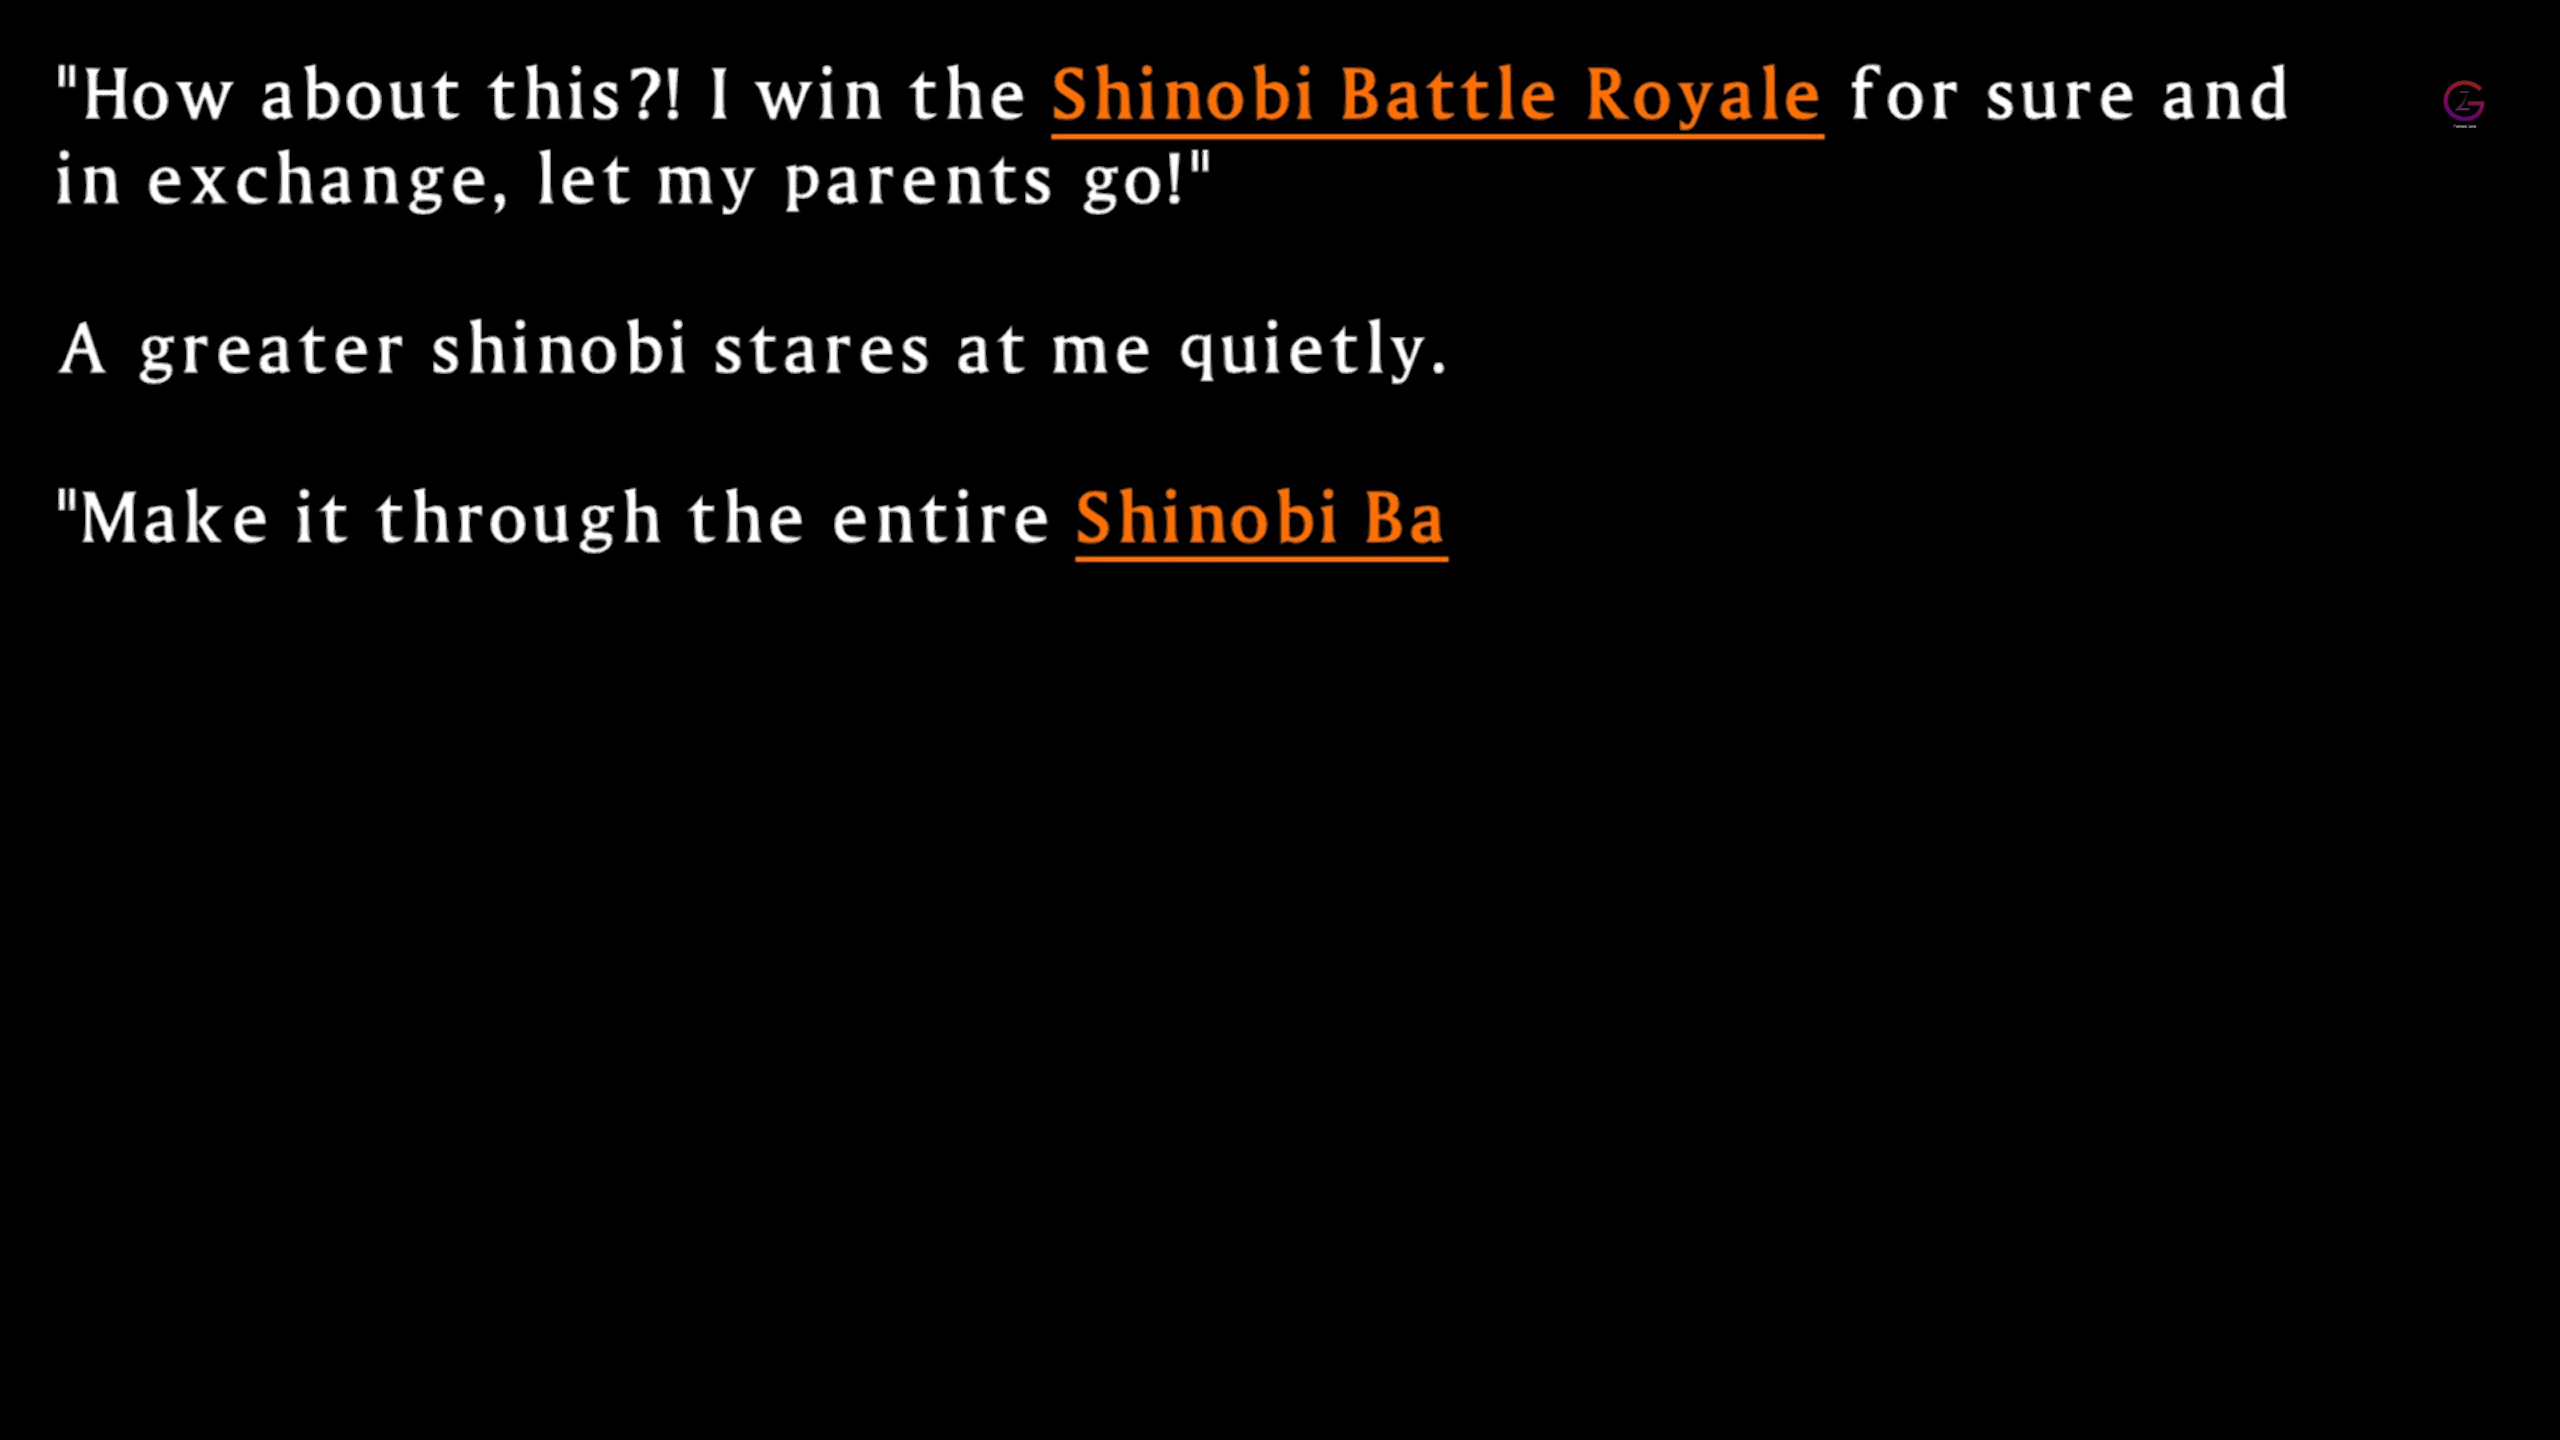 "How about this?! I win the Shinobi Battle Royale for sure and
in exchange, let my parents go!"
A greater shinobi stares at me quietly.
"Make it through the entire Shinobi Ba